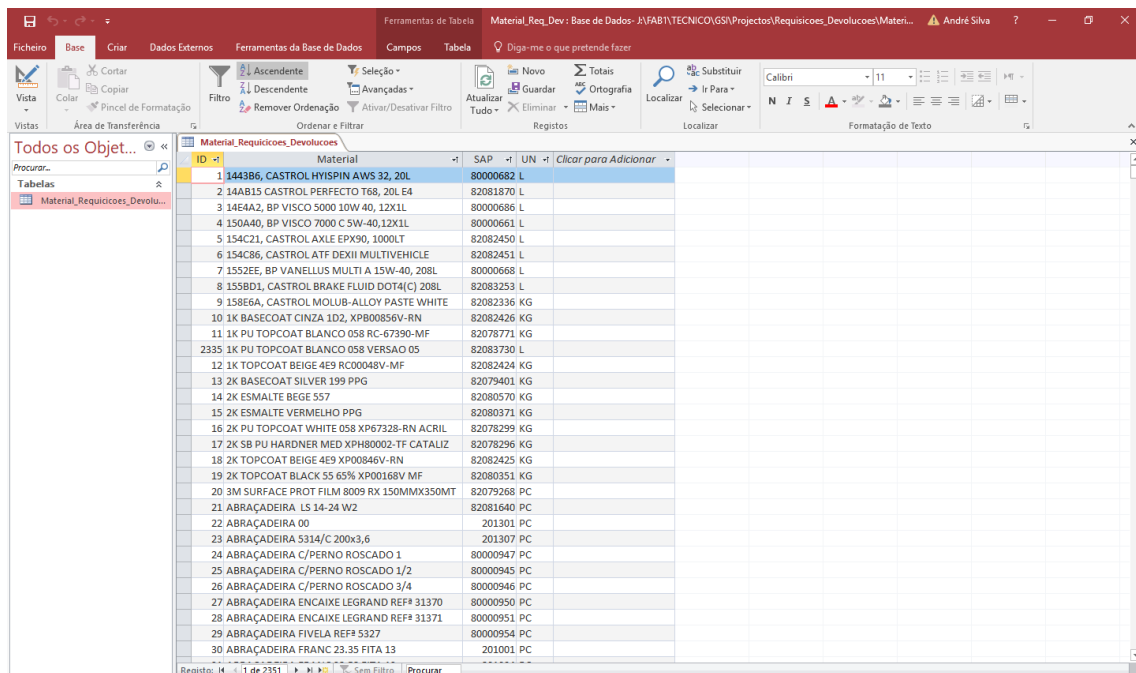 Ferramentas de Tabela Material_Req_Dev : Base de Dados- J:\FAB1\TECNICO\GSI\Projectos\Requisicoes_Devolucoes\Materi... André Silva ?
Ficheiro Base Criar Dados Externos Ferramentas da Base de Dados Campos Tabela Diga-me o que pretende fazer
Vista
Colar
Cortar
Copiar
Pincel de Formatação
Filtro
Ascendente
Descendente
Remover Ordenação
Seleção
Avançadas
Ativar/Desativar Filtro
Atualizar Tudo
Novo
Guardar
Eliminar
Totais
Ortografia
Mais
Localizar
Substituir
Ir Para
Selecionar
Calibri 11
N I S A
Vistas Área de Transferência Ordenar e Filtrar Registos Localizar Formatação de Texto
Todos os Objet... «
Procurar...
Tabelas
Material_Requicicoes_Devolu...
Material_Requicicoes_Devolucoes
ID Material SAP UN Clicar para Adicionar
1 1443B6, CASTROL HYISPIN AWS 32, 20L 80000682 L
2 14AB15 CASTROL PERFECTO T68, 20L E4 82081870 L
3 14E4A2, BP VISCO 5000 10W 40, 12X1L 80000686 L
4 150A40, BP VISCO 7000 C 5W-40,12X1L 80000661 L
5 154C21, CASTROL AXLE EPX90, 1000LT 82082450 L
6 154C86, CASTROL ATF DEXII MULTIVEHICLE 82082451 L
7 1552EE, BP VANELLUS MULTI A 15W-40, 208L 80000668 L
8 155BD1, CASTROL BRAKE FLUID DOT4(C) 208L 82083253 L
9 158E6A, CASTROL MOLUB-ALLOY PASTE WHITE 82082336 KG
10 1K BASECOAT CINZA 1D2, XPB00856V-RN 82082426 KG
11 1K PU TOPCOAT BLANCO 058 RC-67390-MF 82078771 KG
2335 1K PU TOPCOAT BLANCO 058 VERSAO 05 82083730 L
12 1K TOPCOAT BEIGE 4E9 RC00048V-MF 82082424 KG
13 2K BASECOAT SILVER 199 PPG 82079401 KG
14 2K ESMALTE BEGE 557 82080570 KG
15 2K ESMALTE VERMELHO PPG 82080371 KG
16 2K PU TOPCOAT WHITE 058 XP67328-RN ACRIL 82078299 KG
17 2K SB PU HARDNER MED XPH80002-TF CATALIZ 82078296 KG
18 2K TOPCOAT BEIGE 4E9 XP00846V-RN 82082425 KG
19 2K TOPCOAT BLACK 55 65% XP00168V MF 82080351 KG
20 3M SURFACE PROT FILM 8009 RX 150MMX350MT 82079268 PC
21 ABRAÇADEIRA  LS 14-24 W2 82081640 PC
22 ABRAÇADEIRA 00 201301 PC
23 ABRAÇADEIRA 5314/C 200x3,6 201307 PC
24 ABRAÇADEIRA C/PERNO ROSCADO 1 80000947 PC
25 ABRAÇADEIRA C/PERNO ROSCADO 1/2 80000945 PC
26 ABRAÇADEIRA C/PERNO ROSCADO 3/4 80000946 PC
27 ABRAÇADEIRA ENCAIXE LEGRAND REFª 31370 80000950 PC
28 ABRAÇADEIRA ENCAIXE LEGRAND REFª 31371 80000951 PC
29 ABRAÇADEIRA FIVELA REFª 5327 80000954 PC
30 ABRAÇADEIRA FRANC 23.35 FITA 13 201001 PC
Registo: 1 de 2351 Sem Filtro Procurar